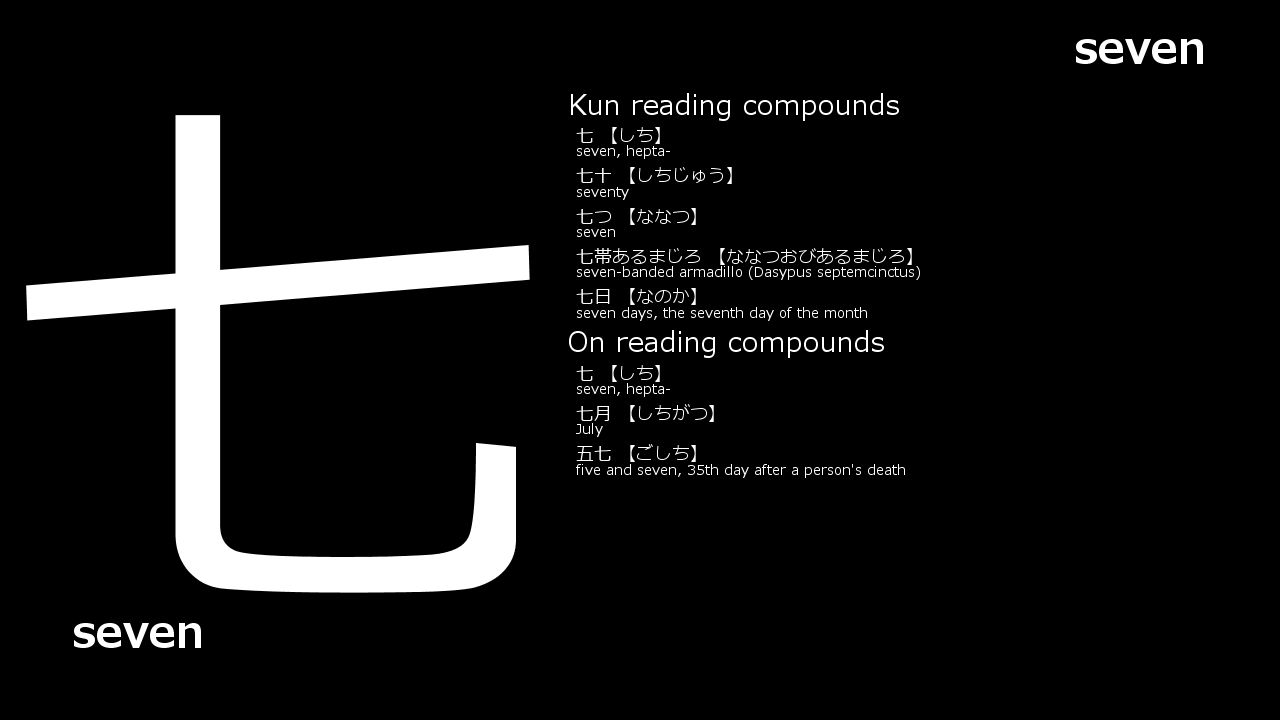 seven
七
Kun reading compounds
七 【しち】
seven, hepta-
七十 【しちじゅう】
seventy
七つ 【ななつ】
seven
七帯あるまじろ 【ななつおびあるまじろ】
seven-banded armadillo (Dasypus septemcinctus)
七日 【なのか】
seven days, the seventh day of the month
On reading compounds
七 【しち】
seven, hepta-
七月 【しちがつ】
July
五七 【ごしち】
five and seven, 35th day after a person's death
seven